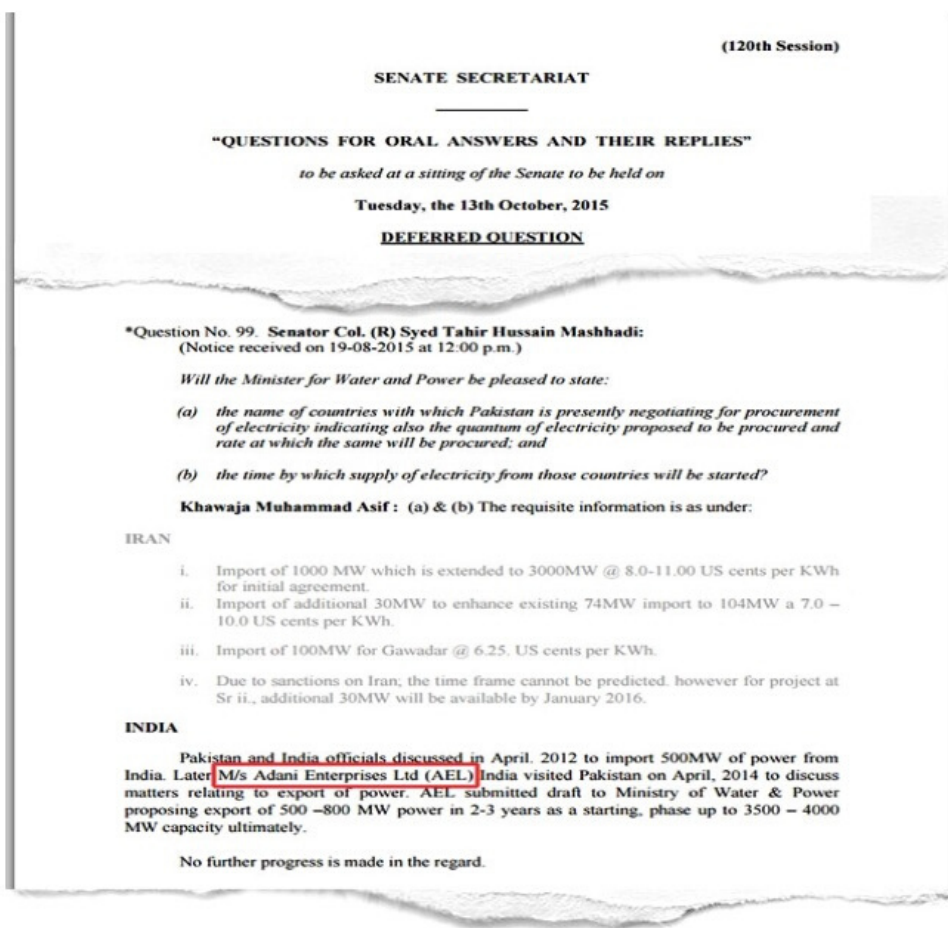 (120th Session)
SENATE SECRETARIAT
“QUESTIONS FOR ORAL ANSWERS AND THEIR REPLIES”
to be asked at a sitting of the Senate to be held on
Tuesday, the 13th October, 2015
DEFERRED QUESTION
*Question No. 99. Senator Col. (R) Syed Tahir Hussain Mashhadi:
(Notice received on 19-08-2015 at 12:00 p.m.)
Will the Minister for Water and Power be pleased to state:
(a) the name of countries with which Pakistan is presently negotiating for procurement
of electricity indicating also the quantum of electricity proposed to be procured and
rate at which the same will be procured; and
(b) the time by which supply of electricity from those countries will be started?
Khawaja Muhammad Asif : (a) & (b) The requisite information is as under:
IRAN
i. Import of 1000 MW which is extended to 3000MW @ 8.0-11.00 US cents per KWh
for initial agreement.
ii. Import of additional 30MW to enhance existing 74MW import to 104MW a 7.0 –
10.0 US cents per KWh.
iii. Import of 100MW for Gawadar @ 6.25. US cents per KWh.
iv. Due to sanctions on Iran; the time frame cannot be predicted. however for project at
Sr ii., additional 30MW will be available by January 2016.
INDIA
Pakistan and India officials discussed in April. 2012 to import 500MW of power from
India. Later M/s Adani Enterprises Ltd (AEL) India visited Pakistan on April, 2014 to discuss
matters relating to export of power. AEL submitted draft to Ministry of Water & Power
proposing export of 500 –800 MW power in 2-3 years as a starting, phase up to 3500 – 4000
MW capacity ultimately.
No further progress is made in the regard.